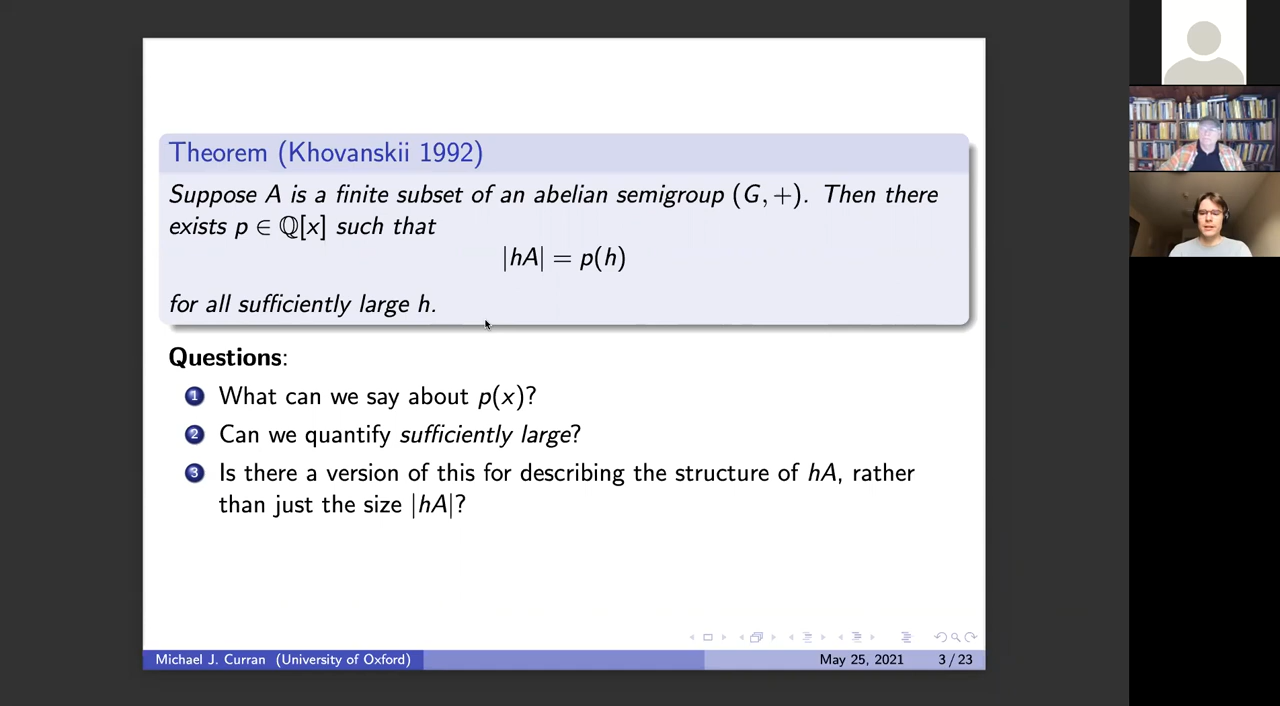 Theorem (Khovanskii 1992)
Suppose A is a finite subset of an abelian semigroup (G, +). Then there
exists p ∈ ℚ[x] such that
|hA| = p(h)
for all sufficiently large h.
Questions:
1 What can we say about p(x)?
2 Can we quantify sufficiently large?
3 Is there a version of this for describing the structure of hA, rather
than just the size |hA|?
Michael J. Curran (University of Oxford) May 25, 2021 3 / 23